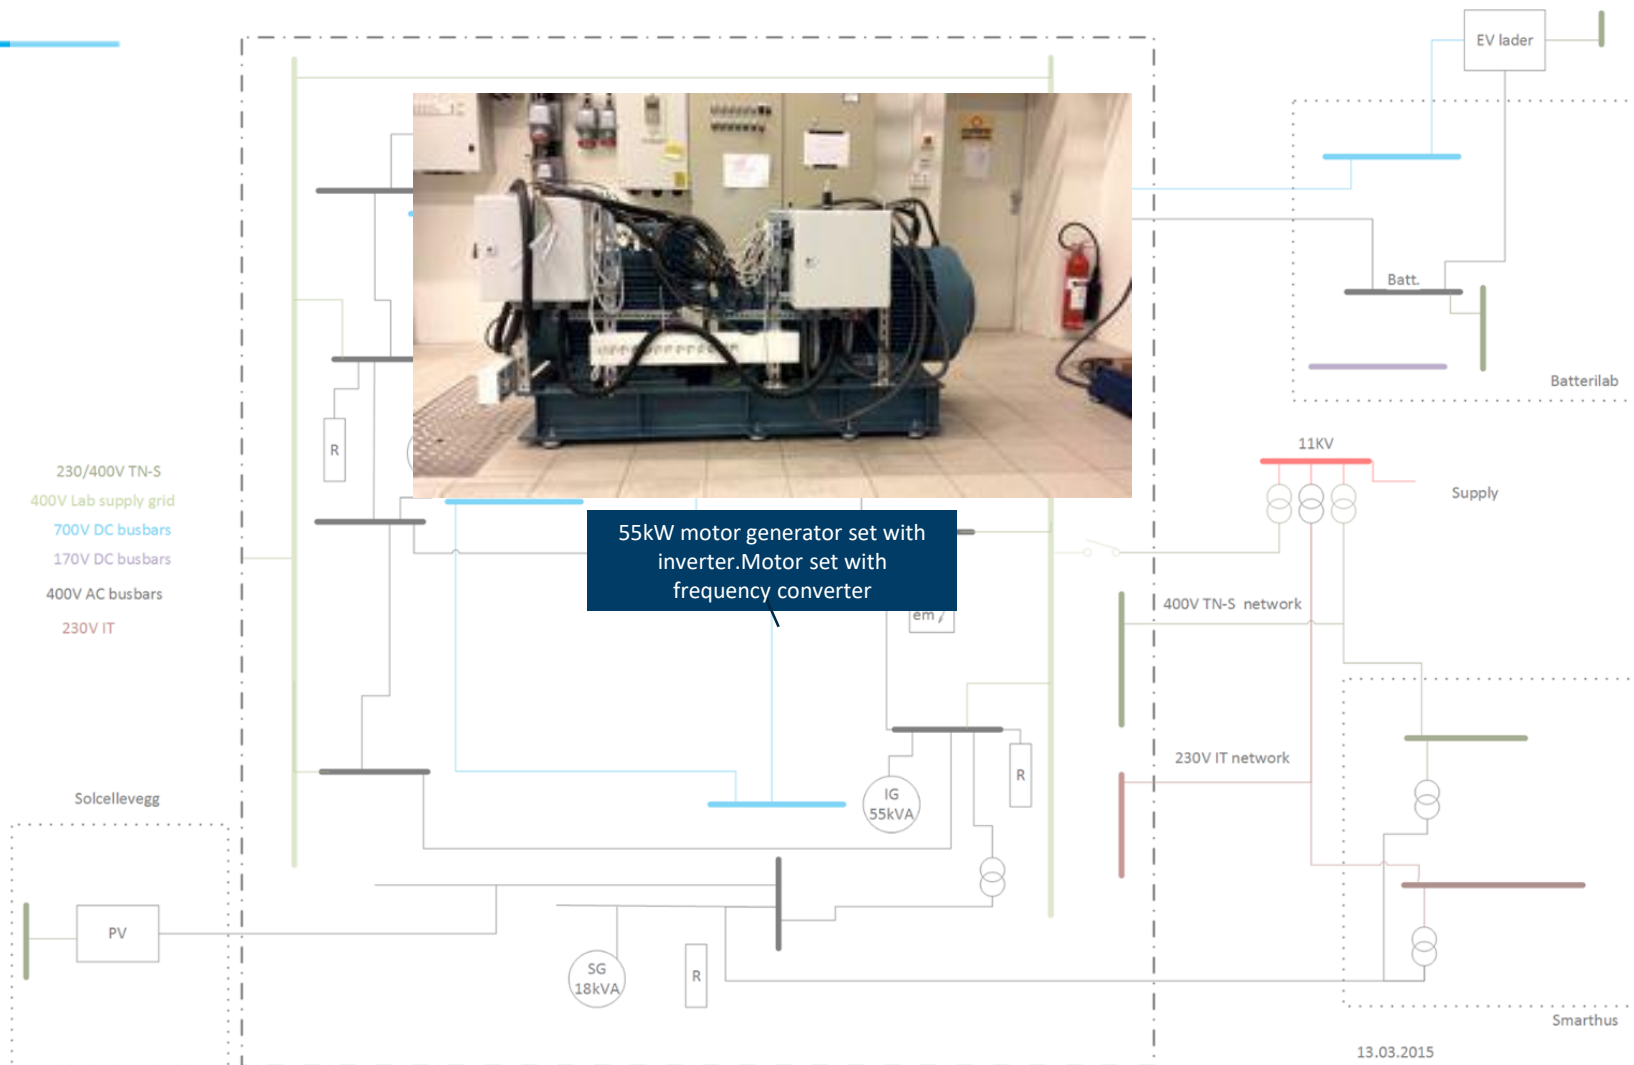 EV lader
Batt.
Batterilab
R
11KV
Supply
230/400V TN-S
400V Lab supply grid
700V DC busbars
170V DC busbars
400V AC busbars
230V IT
55kW motor generator set with
inverter.Motor set with
frequency converter
em
400V TN-S network
230V IT network
R
IG
55kVA
Solcellevegg
PV
SG
18kVA
R
Smarthus
13.03.2015